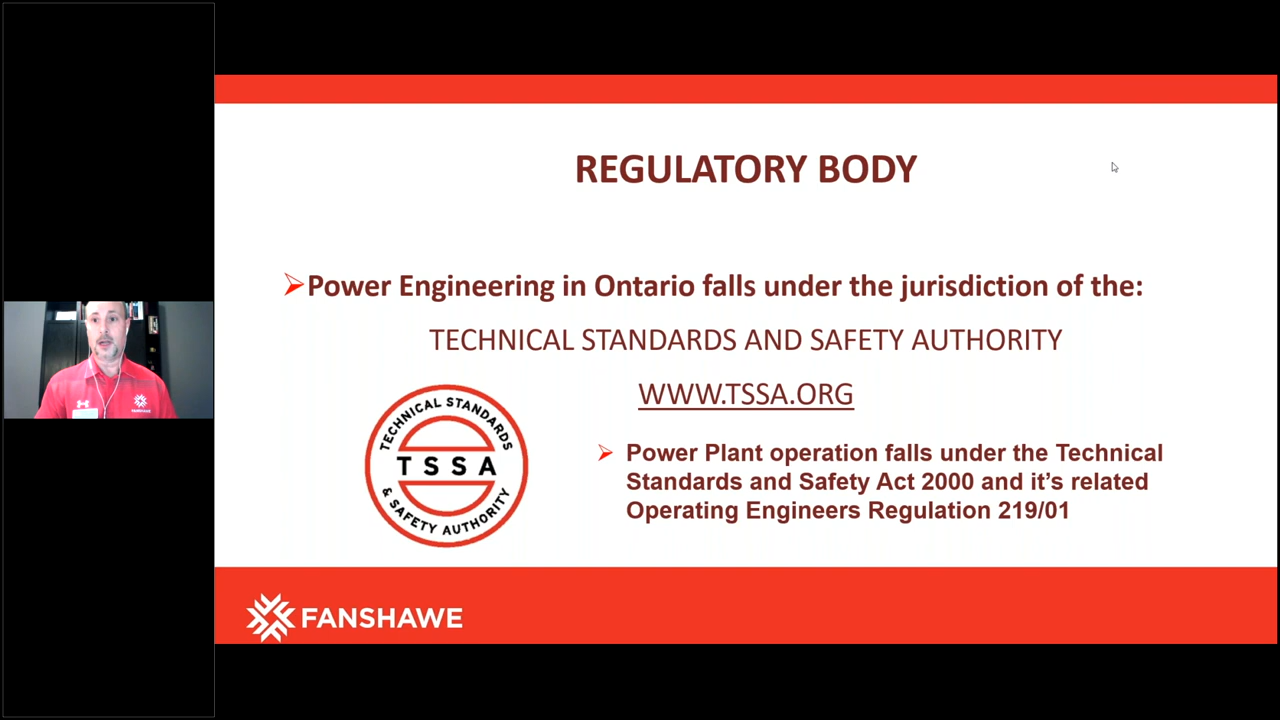 REGULATORY BODY
Power Engineering in Ontario falls under the jurisdiction of the:
TECHNICAL STANDARDS AND SAFETY AUTHORITY
WWW.TSSA.ORG
TECHNICAL STANDARDS
TSSA
& SAFETY AUTHORITY
Power Plant operation falls under the Technical
Standards and Safety Act 2000 and it's related
Operating Engineers Regulation 219/01
FANSHAWE
FANSHAWE